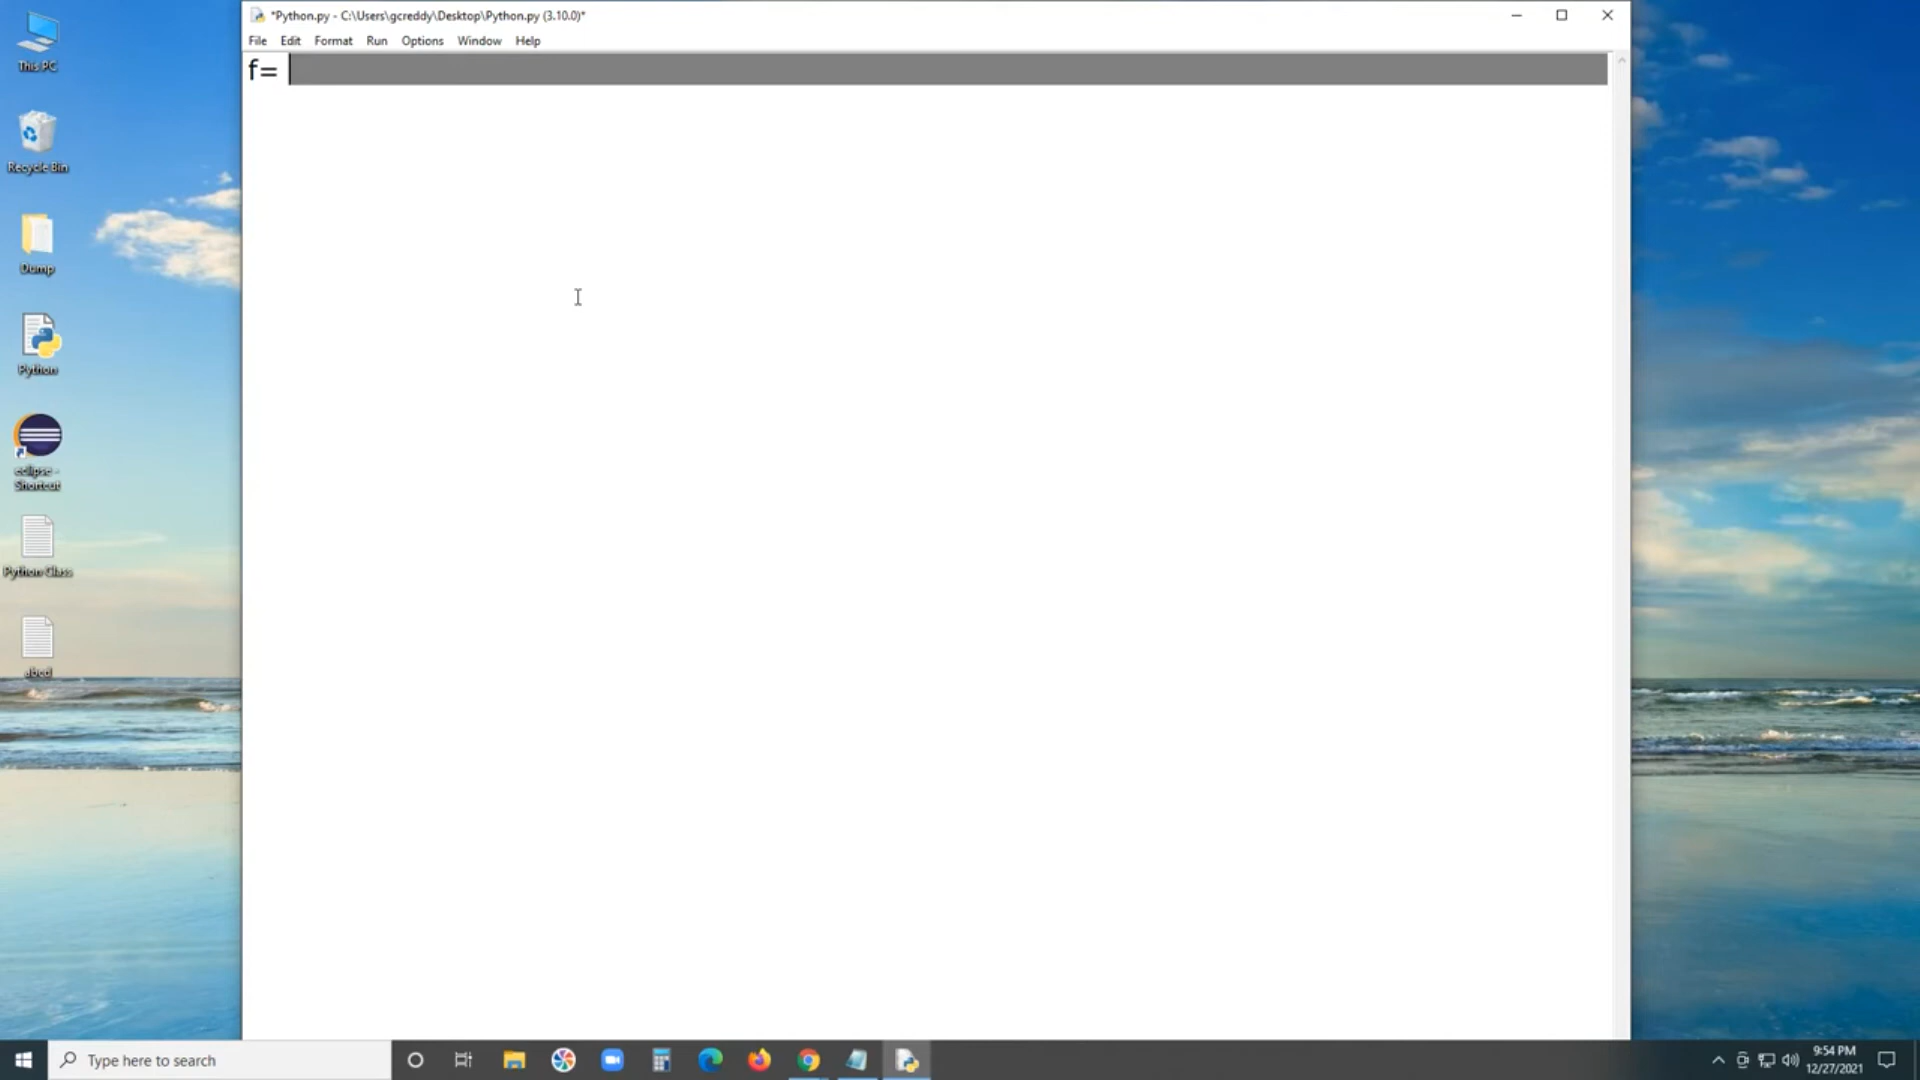 *Python.py - C:\Users\gcreddy\Desktop\Python.py (3.10.0)*
File Edit Format Run Options Window Help
f=
This PC
Recycle Bin
Dump
Python
eclipse -
Shortcut
Python Class
abcd
Type here to search
9:54 PM
12/27/2021